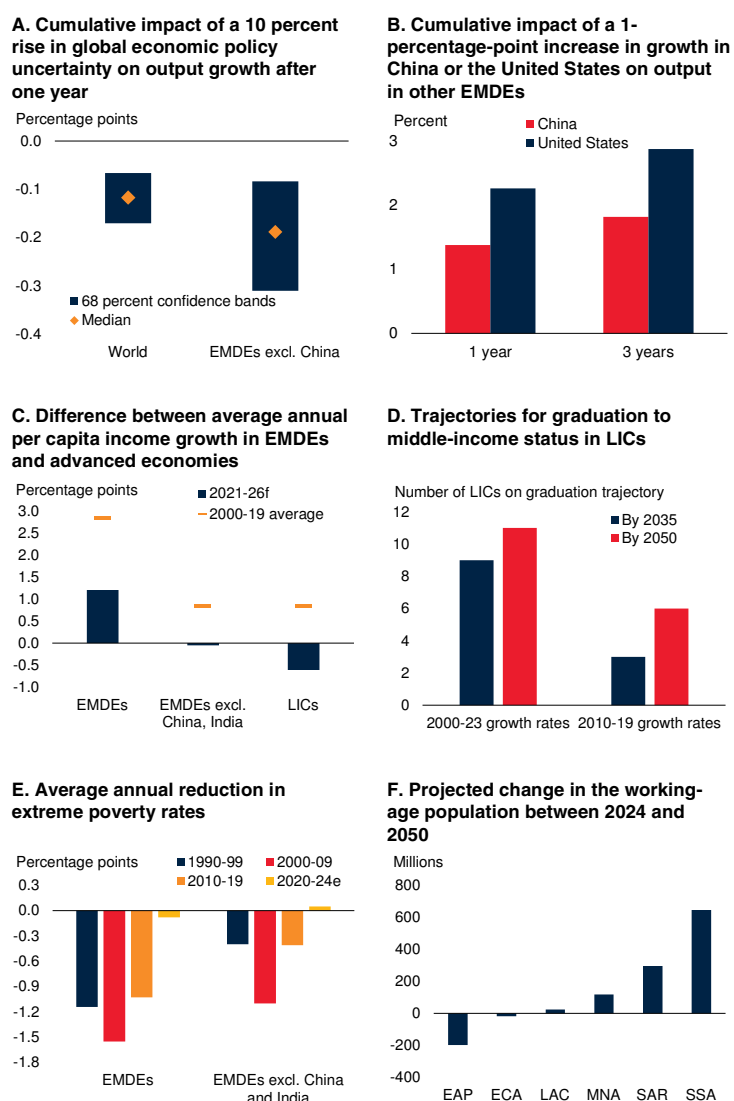 A. Cumulative impact of a 10 percent
rise in global economic policy
uncertainty on output growth after
one year
Percentage points
0.0
-0.1
-0.2
-0.3
-0.4
68 percent confidence bands
Median
World
EMDEs excl. China
B. Cumulative impact of a 1-
percentage-point increase in growth in
China or the United States on output
in other EMDEs
Percent
China
United States
3
2
1
0
1 year
3 years
C. Difference between average annual
per capita income growth in EMDEs
and advanced economies
Percentage points
2021-26f
2000-19 average
3.0
2.5
2.0
1.5
1.0
0.5
0.0
-0.5
-1.0
EMDEs
EMDEs excl.
China, India
LICs
D. Trajectories for graduation to
middle-income status in LICs
Number of LICs on graduation trajectory
By 2035
By 2050
12
10
8
6
4
2
0
2000-23 growth rates
2010-19 growth rates
E. Average annual reduction in
extreme poverty rates
Percentage points
1990-99
2000-09
2010-19
2020-24e
0.3
0.0
-0.3
-0.6
-0.9
-1.2
-1.5
-1.8
EMDEs
EMDEs excl. China
and India
F. Projected change in the working-
age population between 2024 and
2050
Millions
800
600
400
200
0
-200
-400
EAP
ECA
LAC
MNA
SAR
SSA